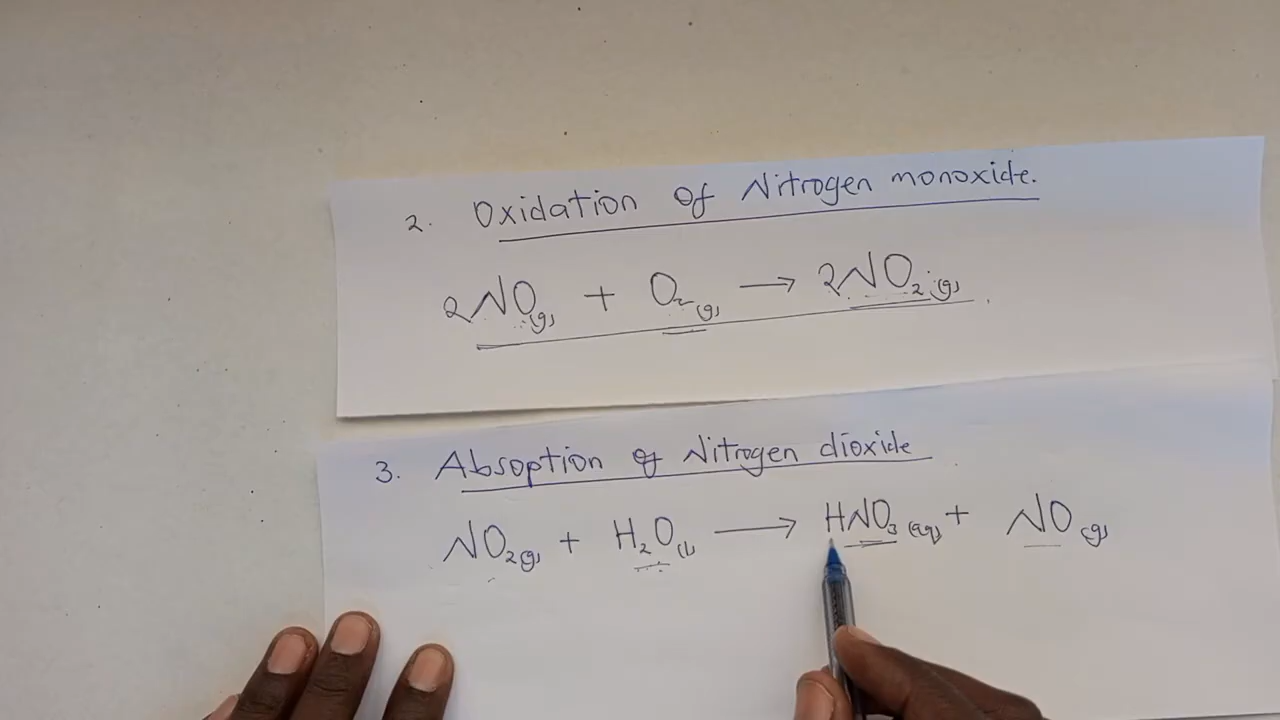 2. Oxidation of Nitrogen monoxide.
2NO(g) + O₂(g) → 2NO₂(g)
3. Absoption of Nitrogen dioxide
NO₂(g) + H₂O(l) → HNO₃(aq) + NO(g)